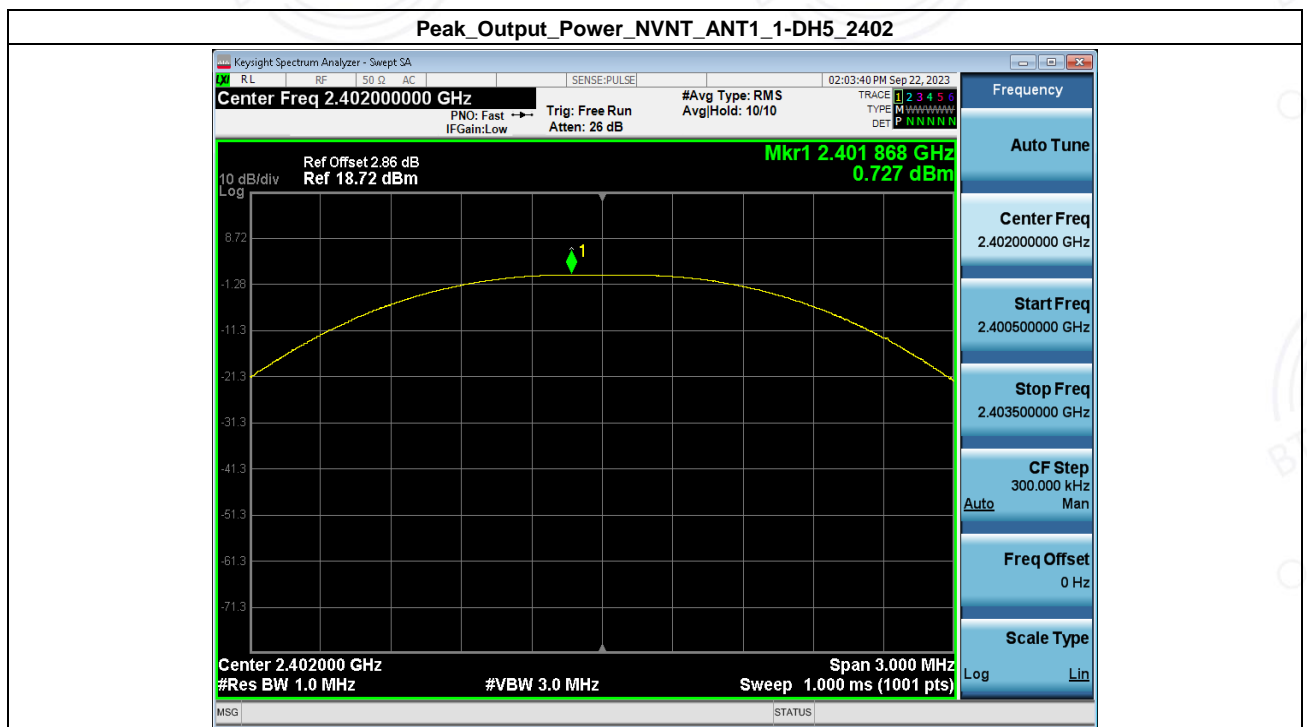 Peak_Output_Power_NVNT_ANT1_1-DH5_2402
Keysight Spectrum Analyzer - Swept SA
LXI RL RF 50 Ω AC SENSE:PULSE 02:03:40 PM Sep 22, 2023
Center Freq 2.402000000 GHz
PNO: Fast
IFGain:Low
Trig: Free Run
Atten: 26 dB
#Avg Type: RMS
Avg|Hold: 10/10
TRACE 1 2 3 4 5 6
TYPE M WWWWW
DET P N N N N N
Mkr1 2.401 868 GHz
0.727 dBm
Ref Offset 2.86 dB
10 dB/div Ref 18.72 dBm
Log
1
8.72
-1.28
-11.3
-21.3
-31.3
-41.3
-51.3
-61.3
-71.3
Center 2.402000 GHz
Span 3.000 MHz
#Res BW 1.0 MHz
#VBW 3.0 MHz
Sweep 1.000 ms (1001 pts)
MSG
STATUS
Frequency
Auto Tune
Center Freq
2.402000000 GHz
Start Freq
2.400500000 GHz
Stop Freq
2.403500000 GHz
CF Step
300.000 kHz
Auto Man
Freq Offset
0 Hz
Scale Type
Log Lin